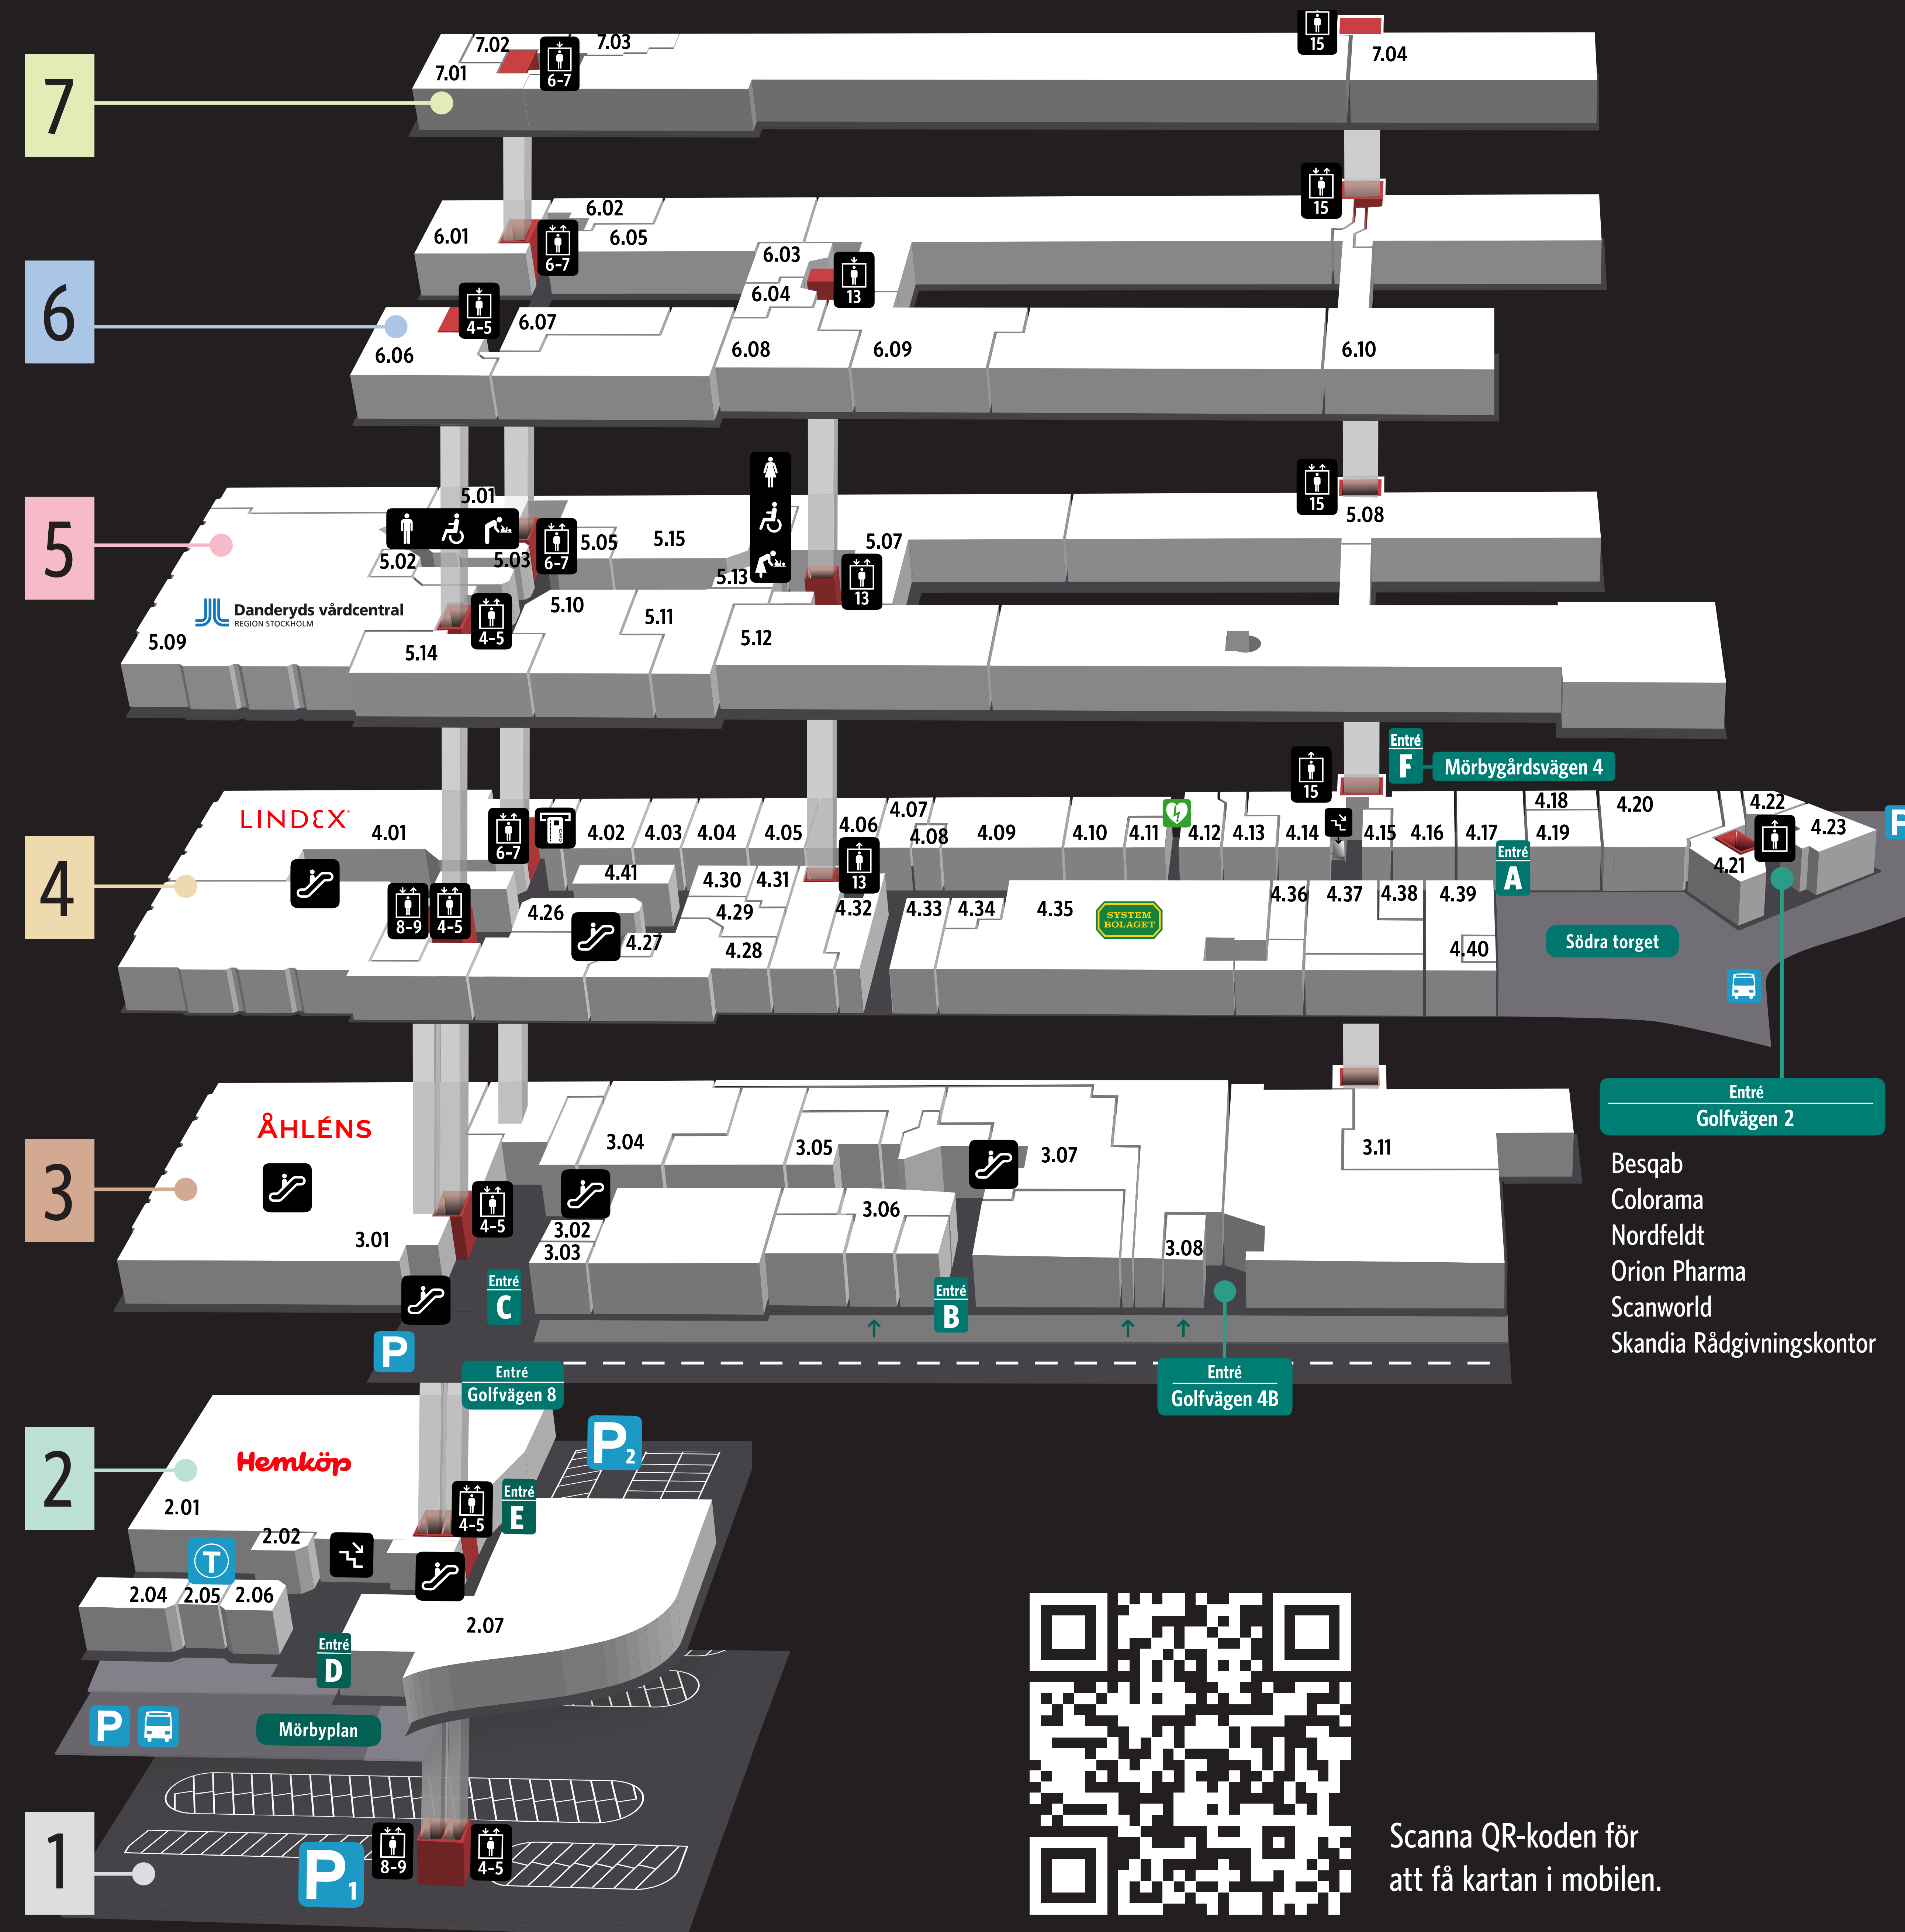 7
7.02
7.03
7.01
6-7
15
7.04
6
6.02
6.01
6.05
6-7
15
6.03
6.04
13
4-5
6.07
6.06
6.08
6.09
6.10
5
5.01
5.02
5.03
6-7
5.05
5.15
5.13
5.07
13
15
5.08
Danderyds vårdcentral
REGION STOCKHOLM
5.09
4-5
5.10
5.11
5.12
5.14
Entré
F
Mörbygårdsvägen 4
15
4
LINDEX
4.01
6-7
4.02
4.03
4.04
4.05
4.06
4.07
4.08
4.09
4.10
4.11
4.12
4.13
4.14
4.15
4.16
4.17
4.18
4.19
4.20
4.22
4.23
4.21
P
Entré
A
13
8-9
4-5
4.41
4.26
4.27
4.30
4.31
4.29
4.28
4.32
4.33
4.34
4.35
SYSTEM
BOLAGET
4.36
4.37
4.38
4.39
4.40
Södra torget
Entré
Golfvägen 2
Besqab
Colorama
Nordfeldt
Orion Pharma
Scanworld
Skandia Rådgivningskontor
3
ÅHLÉNS
3.01
4-5
3.02
3.03
3.04
3.05
3.06
3.07
3.08
3.11
Entré
C
Entré
B
P
Entré
Golfvägen 8
Entré
Golfvägen 4B
2
Hemköp
2.01
2.02
4-5
Entré
E
P2
T
2.04
2.05
2.06
2.07
Entré
D
P
Mörbyplan
1
P1
8-9
4-5
Scanna QR-koden för
att få kartan i mobilen.